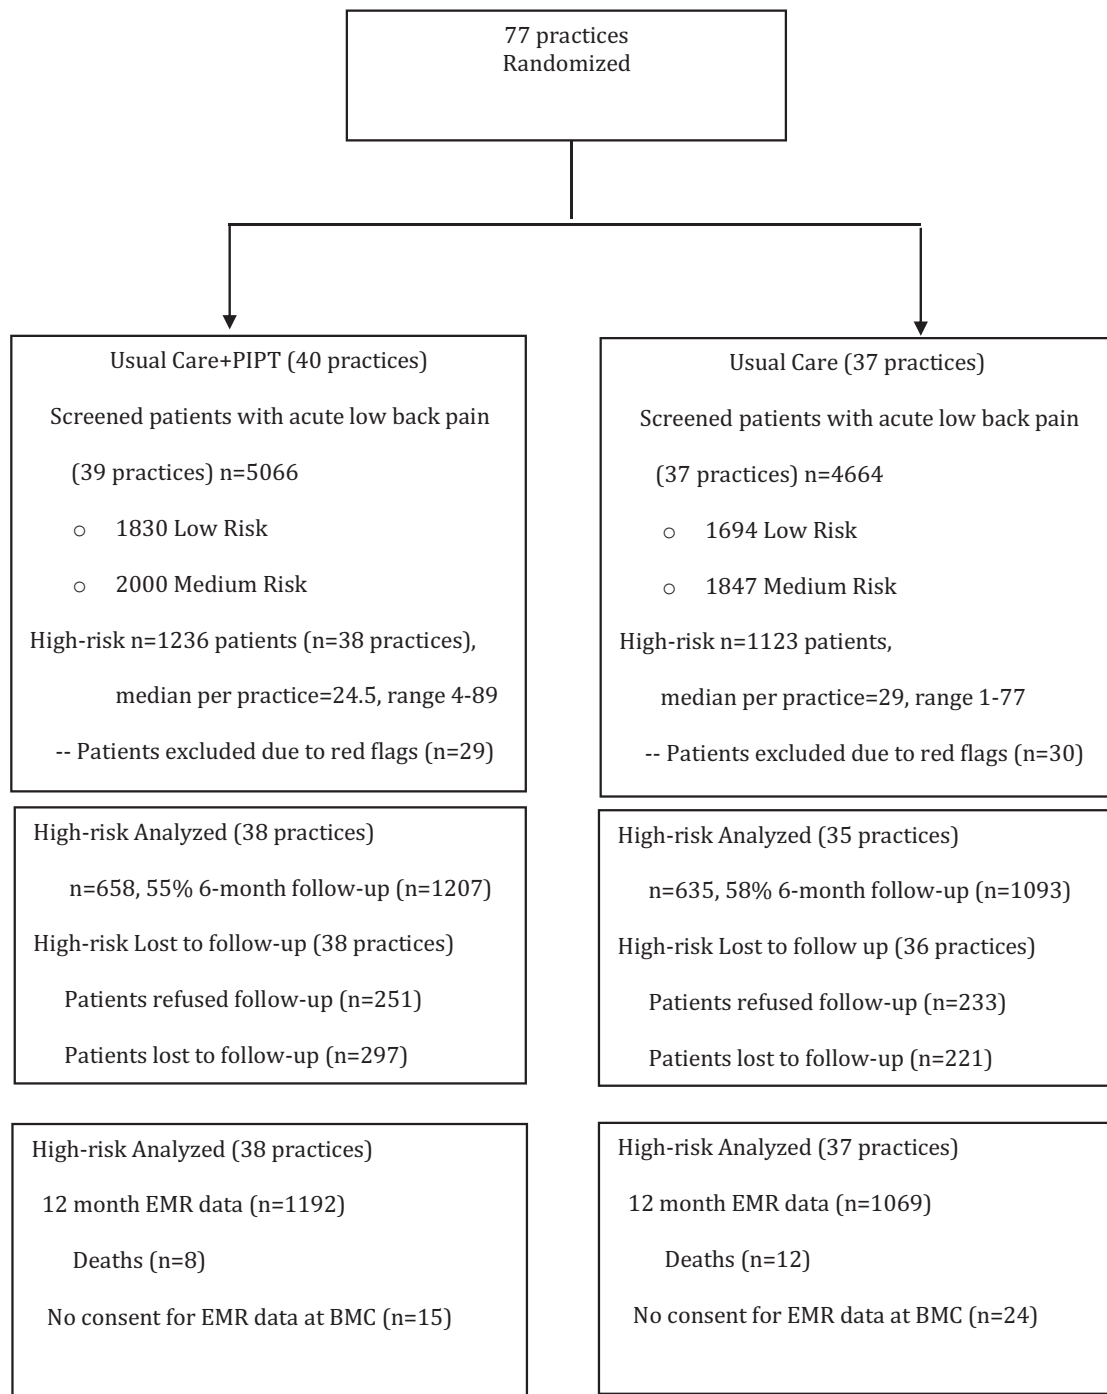 77 practices
Randomized
Usual Care+PIPT (40 practices)
Screened patients with acute low back pain
(39 practices) n=5066
○ 1830 Low Risk
○ 2000 Medium Risk
High-risk n=1236 patients (n=38 practices),
median per practice=24.5, range 4-89
-- Patients excluded due to red flags (n=29)
Usual Care (37 practices)
Screened patients with acute low back pain
(37 practices) n=4664
○ 1694 Low Risk
○ 1847 Medium Risk
High-risk n=1123 patients,
median per practice=29, range 1-77
-- Patients excluded due to red flags (n=30)
High-risk Analyzed (38 practices)
n=658, 55% 6-month follow-up (n=1207)
High-risk Lost to follow-up (38 practices)
Patients refused follow-up (n=251)
Patients lost to follow-up (n=297)
High-risk Analyzed (35 practices)
n=635, 58% 6-month follow-up (n=1093)
High-risk Lost to follow up (36 practices)
Patients refused follow-up (n=233)
Patients lost to follow-up (n=221)
High-risk Analyzed (38 practices)
12 month EMR data (n=1192)
Deaths (n=8)
No consent for EMR data at BMC (n=15)
High-risk Analyzed (37 practices)
12 month EMR data (n=1069)
Deaths (n=12)
No consent for EMR data at BMC (n=24)